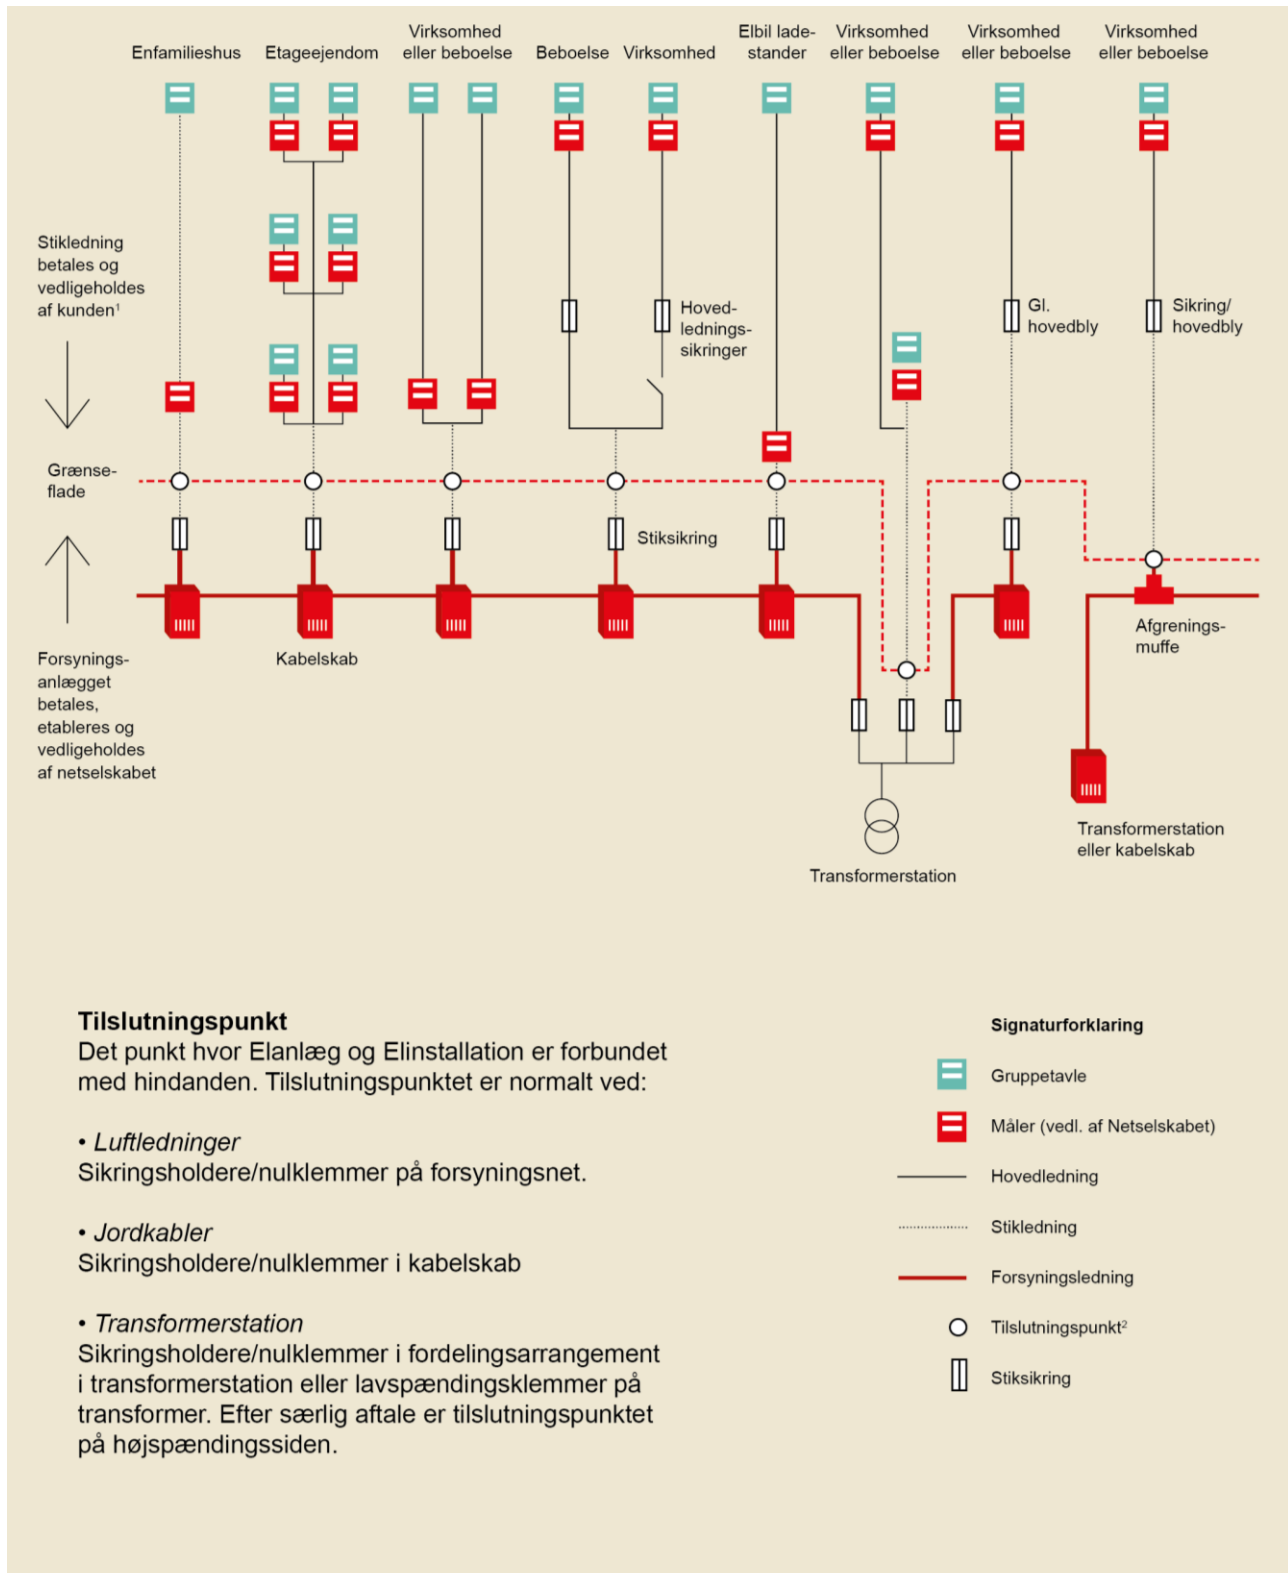 Enfamilieshus
Etageejendom
Virksomhed
eller beboelse
Beboelse
Virksomhed
Elbil lade-
stander
Virksomhed
eller beboelse
Virksomhed
eller beboelse
Virksomhed
eller beboelse
Stikledning
betales og
vedligeholdes
af kunden¹
Hoved-
lednings-
sikringer
Gl.
hovedbly
Sikring/
hovedbly
Grænse-
flade
Stiksikring
Forsynings-
anlægget
betales,
etableres og
vedligeholdes
af netselskabet
Kabelskab
Afgrenings-
muffe
Transformerstation
Transformerstation
eller kabelskab
Tilslutningspunkt
Det punkt hvor Elanlæg og Elinstallation er forbundet
med hindanden. Tilslutningspunktet er normalt ved:
• Luftledninger
Sikringsholdere/nulklemmer på forsyningsnet.
• Jordkabler
Sikringsholdere/nulklemmer i kabelskab
• Transformerstation
Sikringsholdere/nulklemmer i fordelingsarrangement
i transformerstation eller lavspændingsklemmer på
transformer. Efter særlig aftale er tilslutningspunktet
på højspændingssiden.
Signaturforklaring
Gruppetavle
Måler (vedl. af Netselskabet)
Hovedledning
Stikledning
Forsyningsledning
Tilslutningspunkt²
Stiksikring